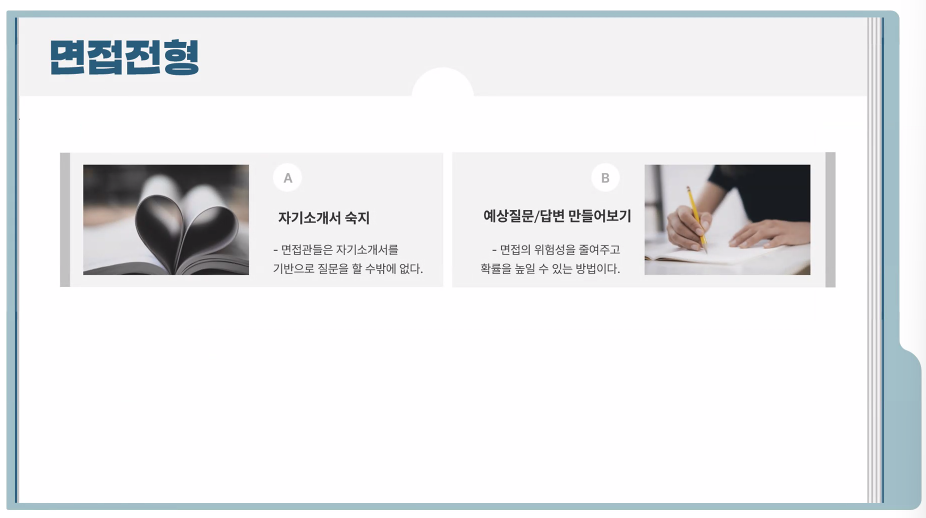 면접전형
A
자기소개서 숙지
- 면접관들은 자기소개서를
기반으로 질문을 할 수밖에 없다.
B
예상질문/답변 만들어보기
- 면접의 위험성을 줄여주고
확률을 높일 수 있는 방법이다.